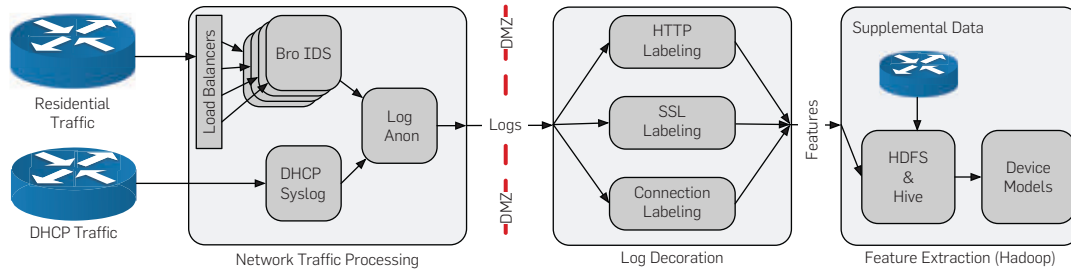 Residential
Traffic
DHCP Traffic
Load Balancers
Bro IDS
DHCP
Syslog
Log
Anon
Network Traffic Processing
DMZ
Logs
DMZ
HTTP
Labeling
SSL
Labeling
Connection
Labeling
Log Decoration
Features
Supplemental Data
HDFS
&
Hive
Device
Models
Feature Extraction (Hadoop)